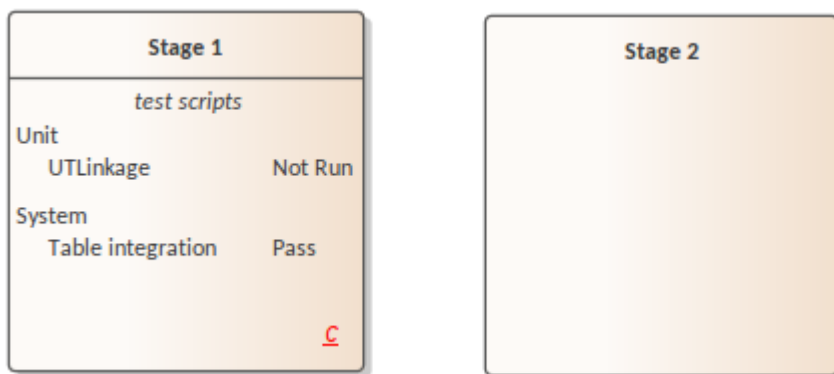 Stage 1
test scripts
Unit
UTLinkage Not Run
System
Table integration Pass
C
Stage 2